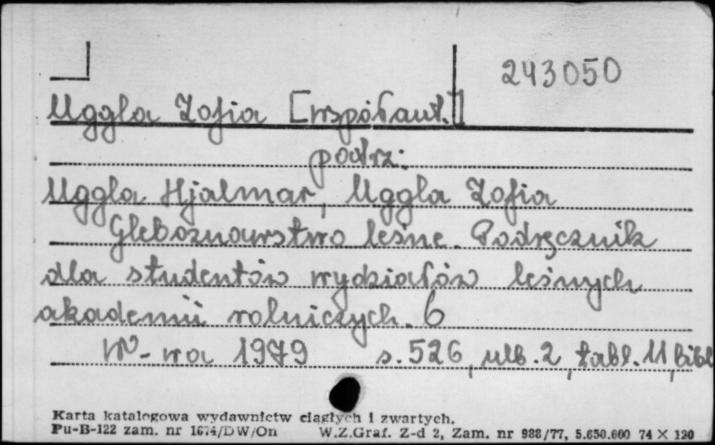 243050
Uggla Zofia [współaut.]
patrz:
Uggla Hjalmar, Uggla Zofia
Gleboznawstwo leśne. Podręcznik
dla studentów wydziałów leśnych
akademii rolniczych. 6
W-wa 1979 s. 526, nlb. 2, tabl. 11, bibl
Karta katalogowa wydawnictw ciągłych i zwartych.
Pu-B-122 zam. nr 1674/DW/On W.Z.Graf. Z-d 2, Zam. nr 988/77, 5.650.000 74 X 120